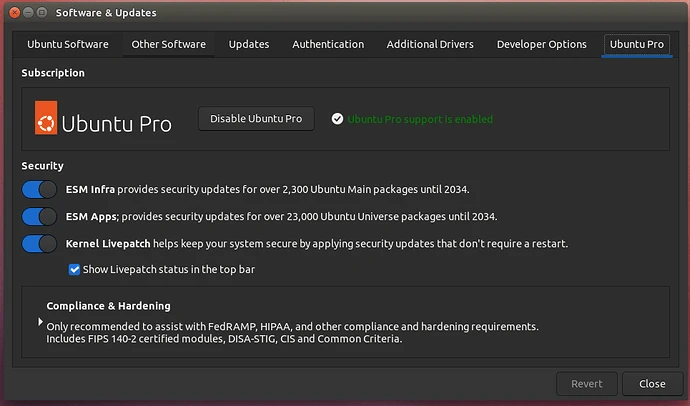 Software & Updates
Ubuntu Software
Other Software
Updates
Authentication
Additional Drivers
Developer Options
Ubuntu Pro
Subscription
Ubuntu Pro
Disable Ubuntu Pro
Ubuntu Pro support is enabled
Security
ESM Infra provides security updates for over 2,300 Ubuntu Main packages until 2034.
ESM Apps; provides security updates for over 23,000 Ubuntu Universe packages until 2034.
Kernel Livepatch helps keep your system secure by applying security updates that don't require a restart.
Show Livepatch status in the top bar
Compliance & Hardening
Only recommended to assist with FedRAMP, HIPAA, and other compliance and hardening requirements.
Includes FIPS 140-2 certified modules, DISA-STIG, CIS and Common Criteria.
Revert
Close